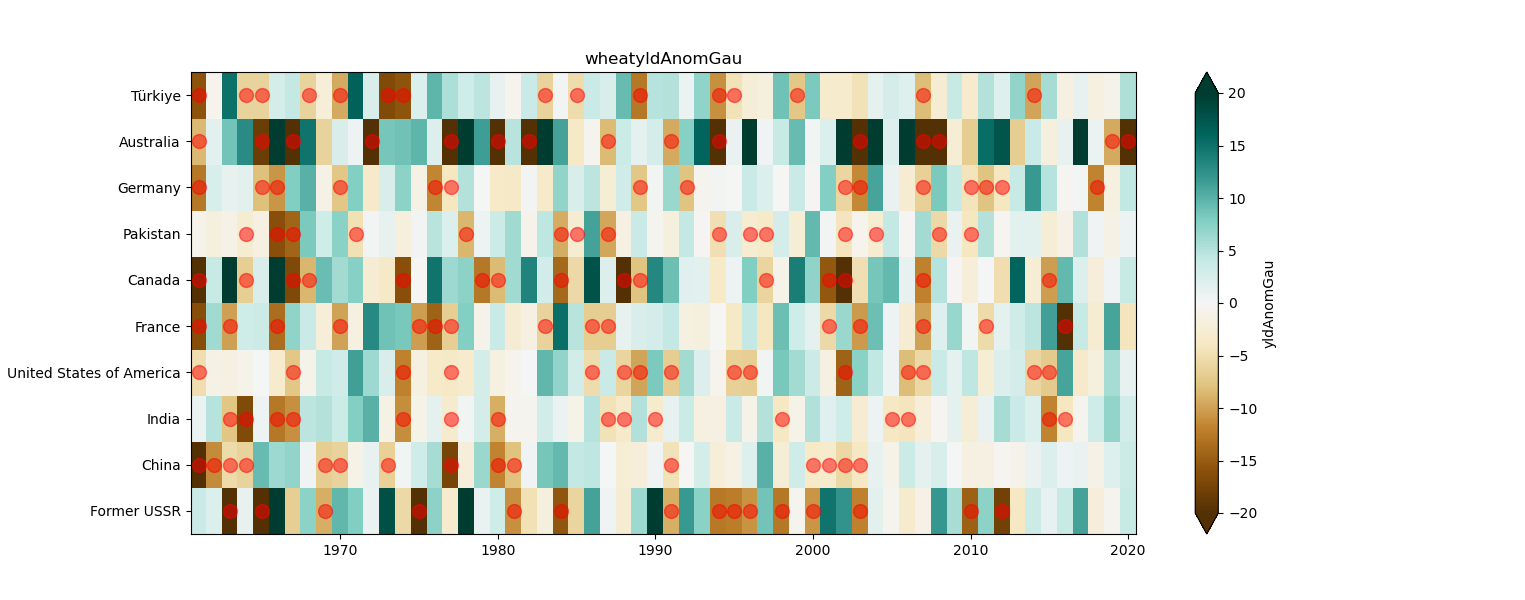 wheatyldAnomGau
Türkiye
Australia
Germany
Pakistan
Canada
France
United States of America
India
China
Former USSR
1970 1980 1990 2000 2010 2020
20
15
10
5
0
−5
−10
−15
−20
yldAnomGau